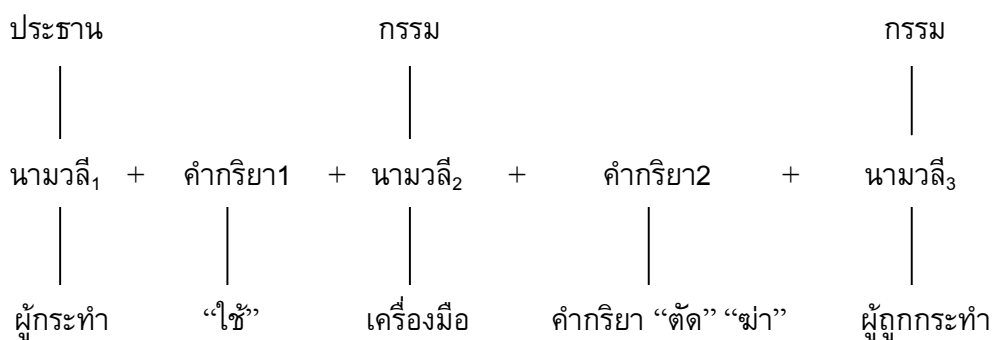 ประธาน กรรม กรรม
นามวลี₁ + คำกริยา1 + นามวลี₂ + คำกริยา2 + นามวลี₃
ผู้กระทำ “ใช้” เครื่องมือ คำกริยา “ตัด” “ฆ่า” ผู้ถูกกระทำ